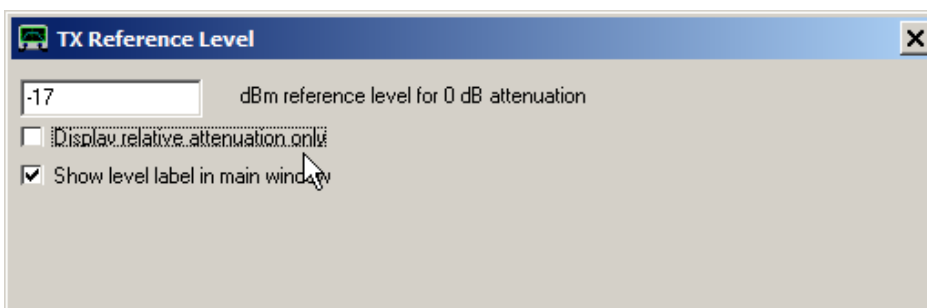 TX Reference Level
-17 dBm reference level for 0 dB attenuation
Display relative attenuation only
Show level label in main window